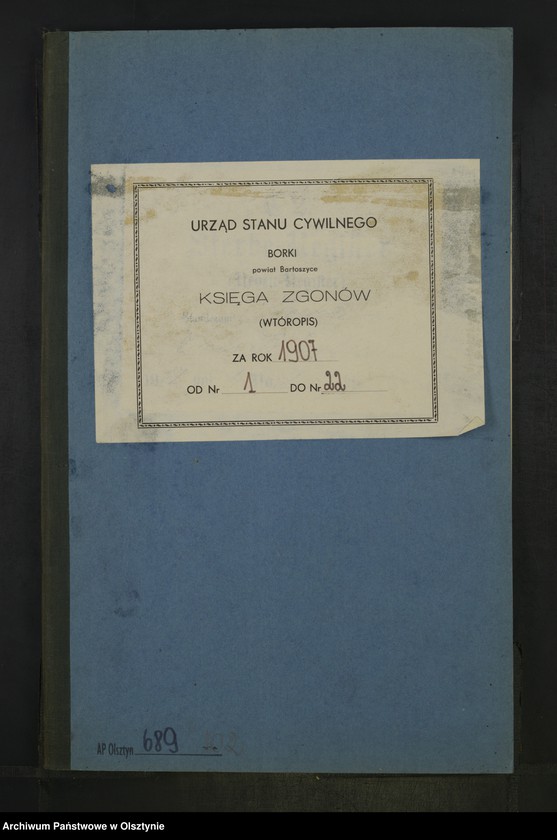 URZĄD STANU CYWILNEGO
BORKI
powiat Bartoszyce
KSIĘGA ZGONÓW
(WTÓROPIS)
ZA ROK 1907
OD Nr 1 DO Nr 22
AP Olsztyn 689
Archiwum Państwowe w Olsztynie